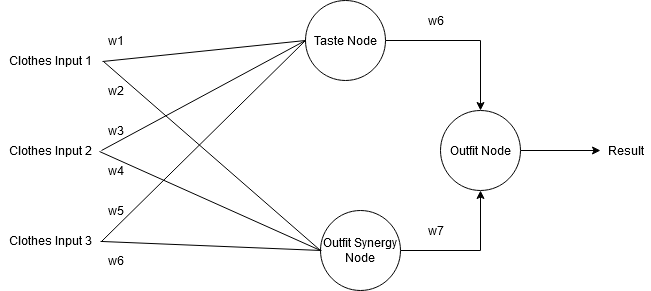 w1
w6
Clothes Input 1
Taste Node
w2
w3
Clothes Input 2
w4
Outfit Node
Result
w5
Clothes Input 3
w6
Outfit Synergy
Node
w7